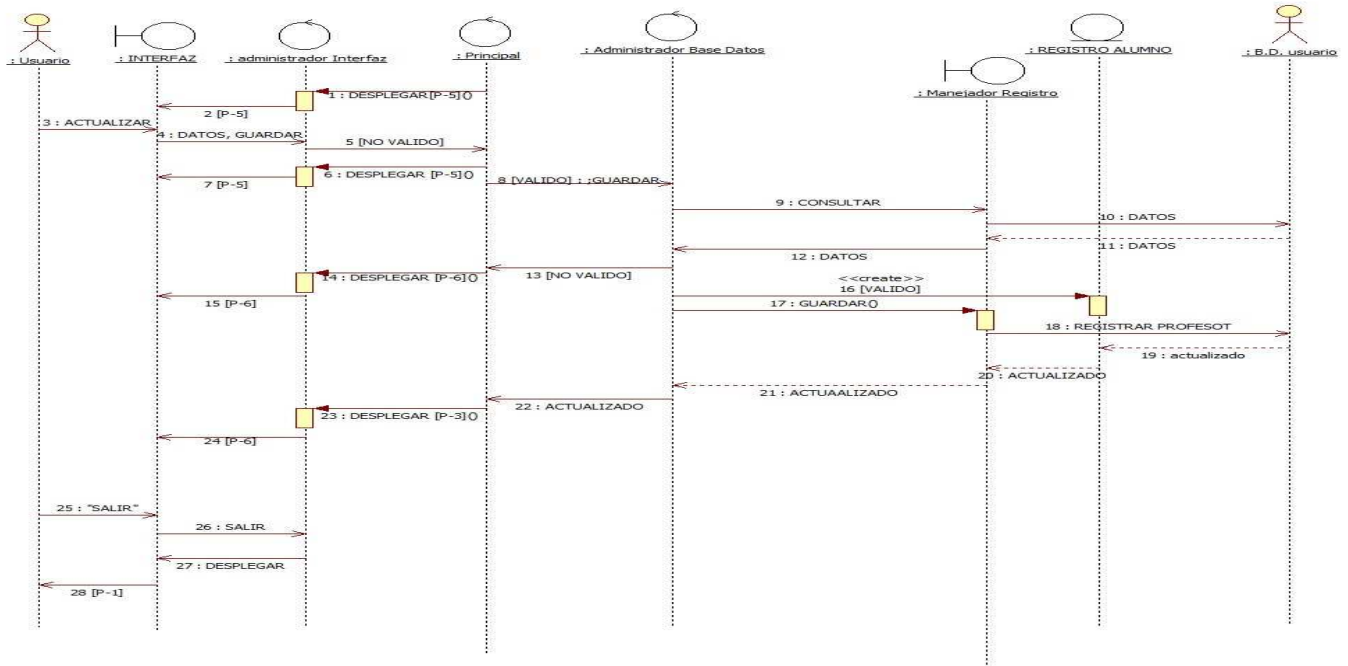 : Usuario
: INTERFAZ
: administrador Interfaz
: Principal
: Administrador Base Datos
: Manejador Registro
: REGISTRO ALUMNO
: B.D. usuario
1 : DESPLEGAR[P-5]()
2 [P-5]
3 : ACTUALIZAR
4 : DATOS, GUARDAR
5 [NO VALIDO]
6 : DESPLEGAR [P-5]()
7 [P-5]
8 [VALIDO] : ;GUARDAR
9 : CONSULTAR
10 : DATOS
11 : DATOS
12 : DATOS
13 [NO VALIDO]
14 : DESPLEGAR [P-6]()
15 [P-6]
<<create>>
16 [VALIDO]
17 : GUARDAR()
18 : REGISTRAR PROFESOT
19 : actualizado
20 : ACTUALIZADO
21 : ACTUAALIZADO
22 : ACTUALIZADO
23 : DESPLEGAR [P-3]()
24 [P-6]
25 : "SALIR"
26 : SALIR
27 : DESPLEGAR
28 [P-1]